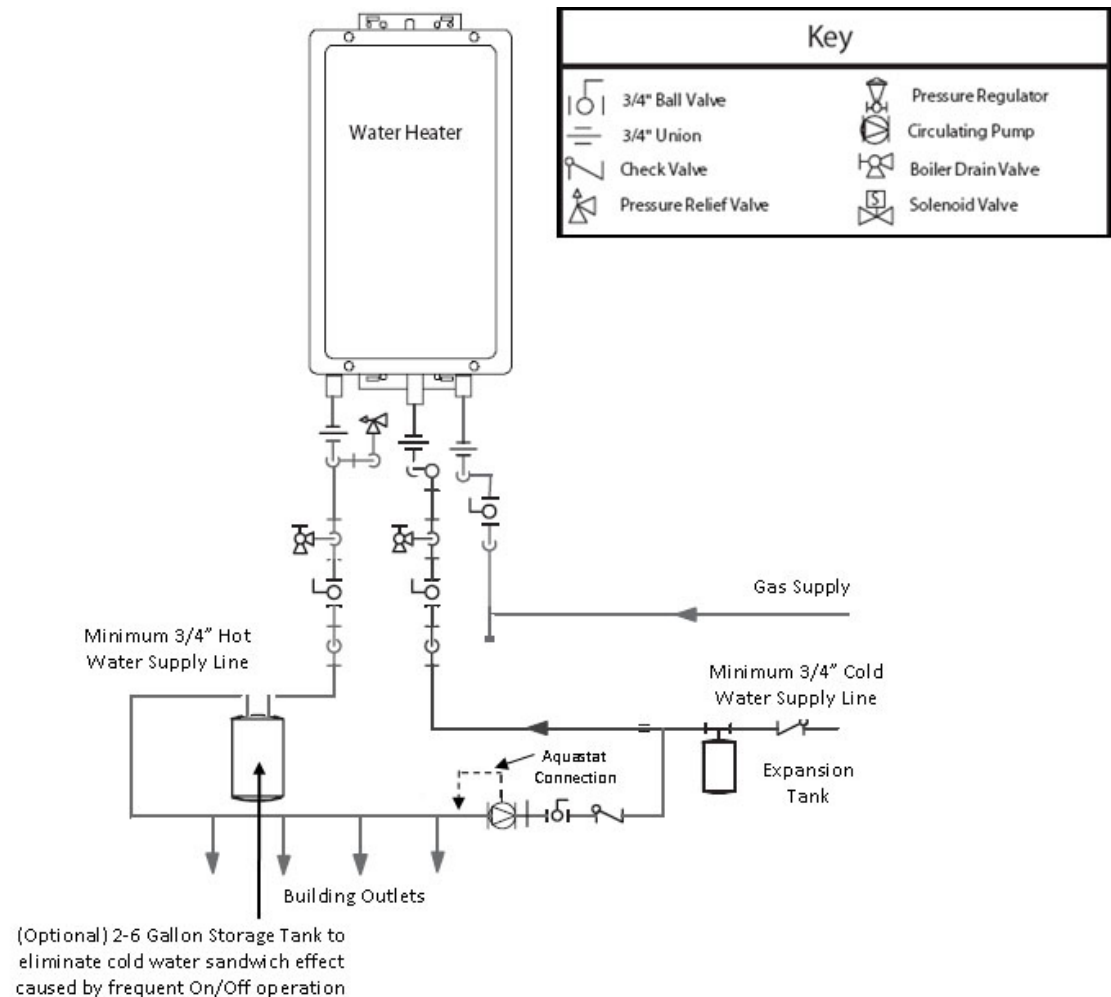 Key
3/4" Ball Valve
3/4" Union
Check Valve
Pressure Relief Valve
Pressure Regulator
Circulating Pump
Boiler Drain Valve
S
Solenoid Valve
Water Heater
Gas Supply
Minimum 3/4” Hot
Water Supply Line
Minimum 3/4” Cold
Water Supply Line
Aquastat
Connection
Expansion
Tank
Building Outlets
(Optional) 2-6 Gallon Storage Tank to
eliminate cold water sandwich effect
caused by frequent On/Off operation